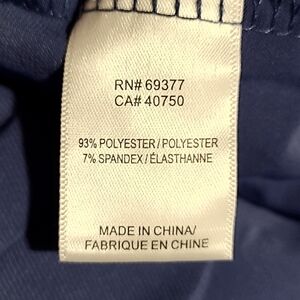 RN# 69377
CA# 40750
93% POLYESTER / POLYESTER
7% SPANDEX / ÉLASTHANNE
MADE IN CHINA/
FABRIQUE EN CHINE